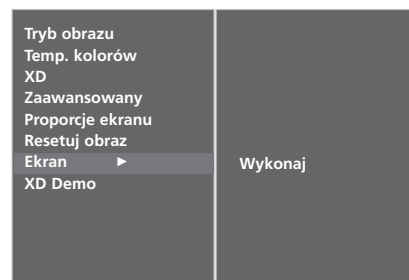 Tryb obrazu
Temp. kolorów
XD
Zaawansowany
Proporcje ekranu
Resetuj obraz
Ekran ► Wykonaj
XD Demo